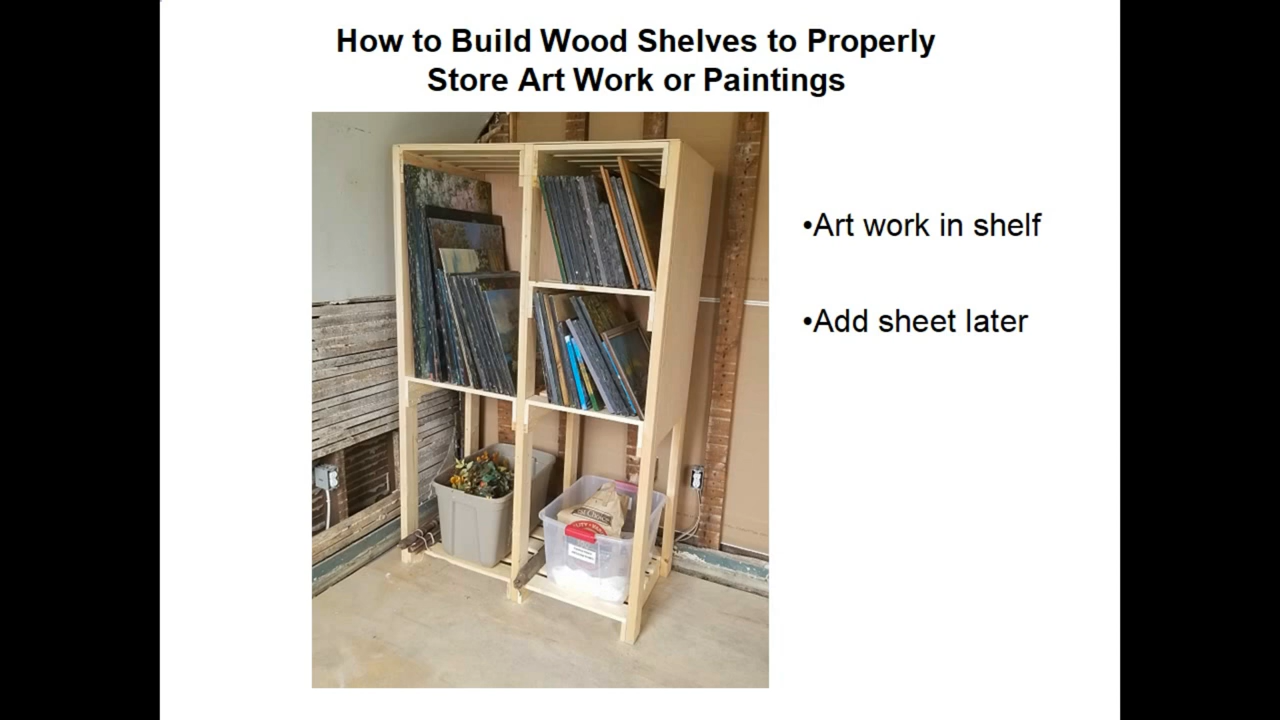 How to Build Wood Shelves to Properly
Store Art Work or Paintings
•Art work in shelf
•Add sheet later